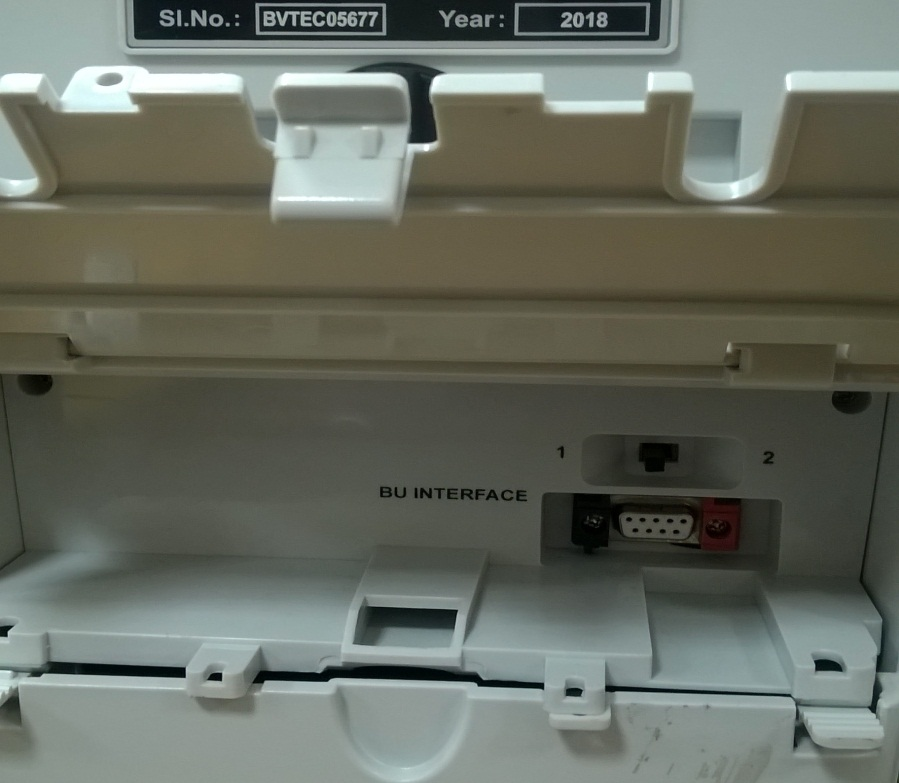 Sl.No.: BVTEC05677 Year: 2018
1 2
BU INTERFACE